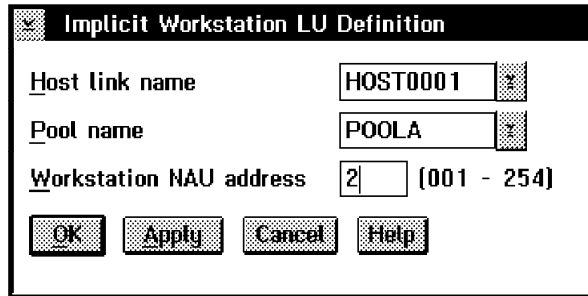 Implicit Workstation LU Definition
Host link name HOST0001
Pool name POOLA
Workstation NAU address 2 (001 - 254)
OK Apply Cancel Help